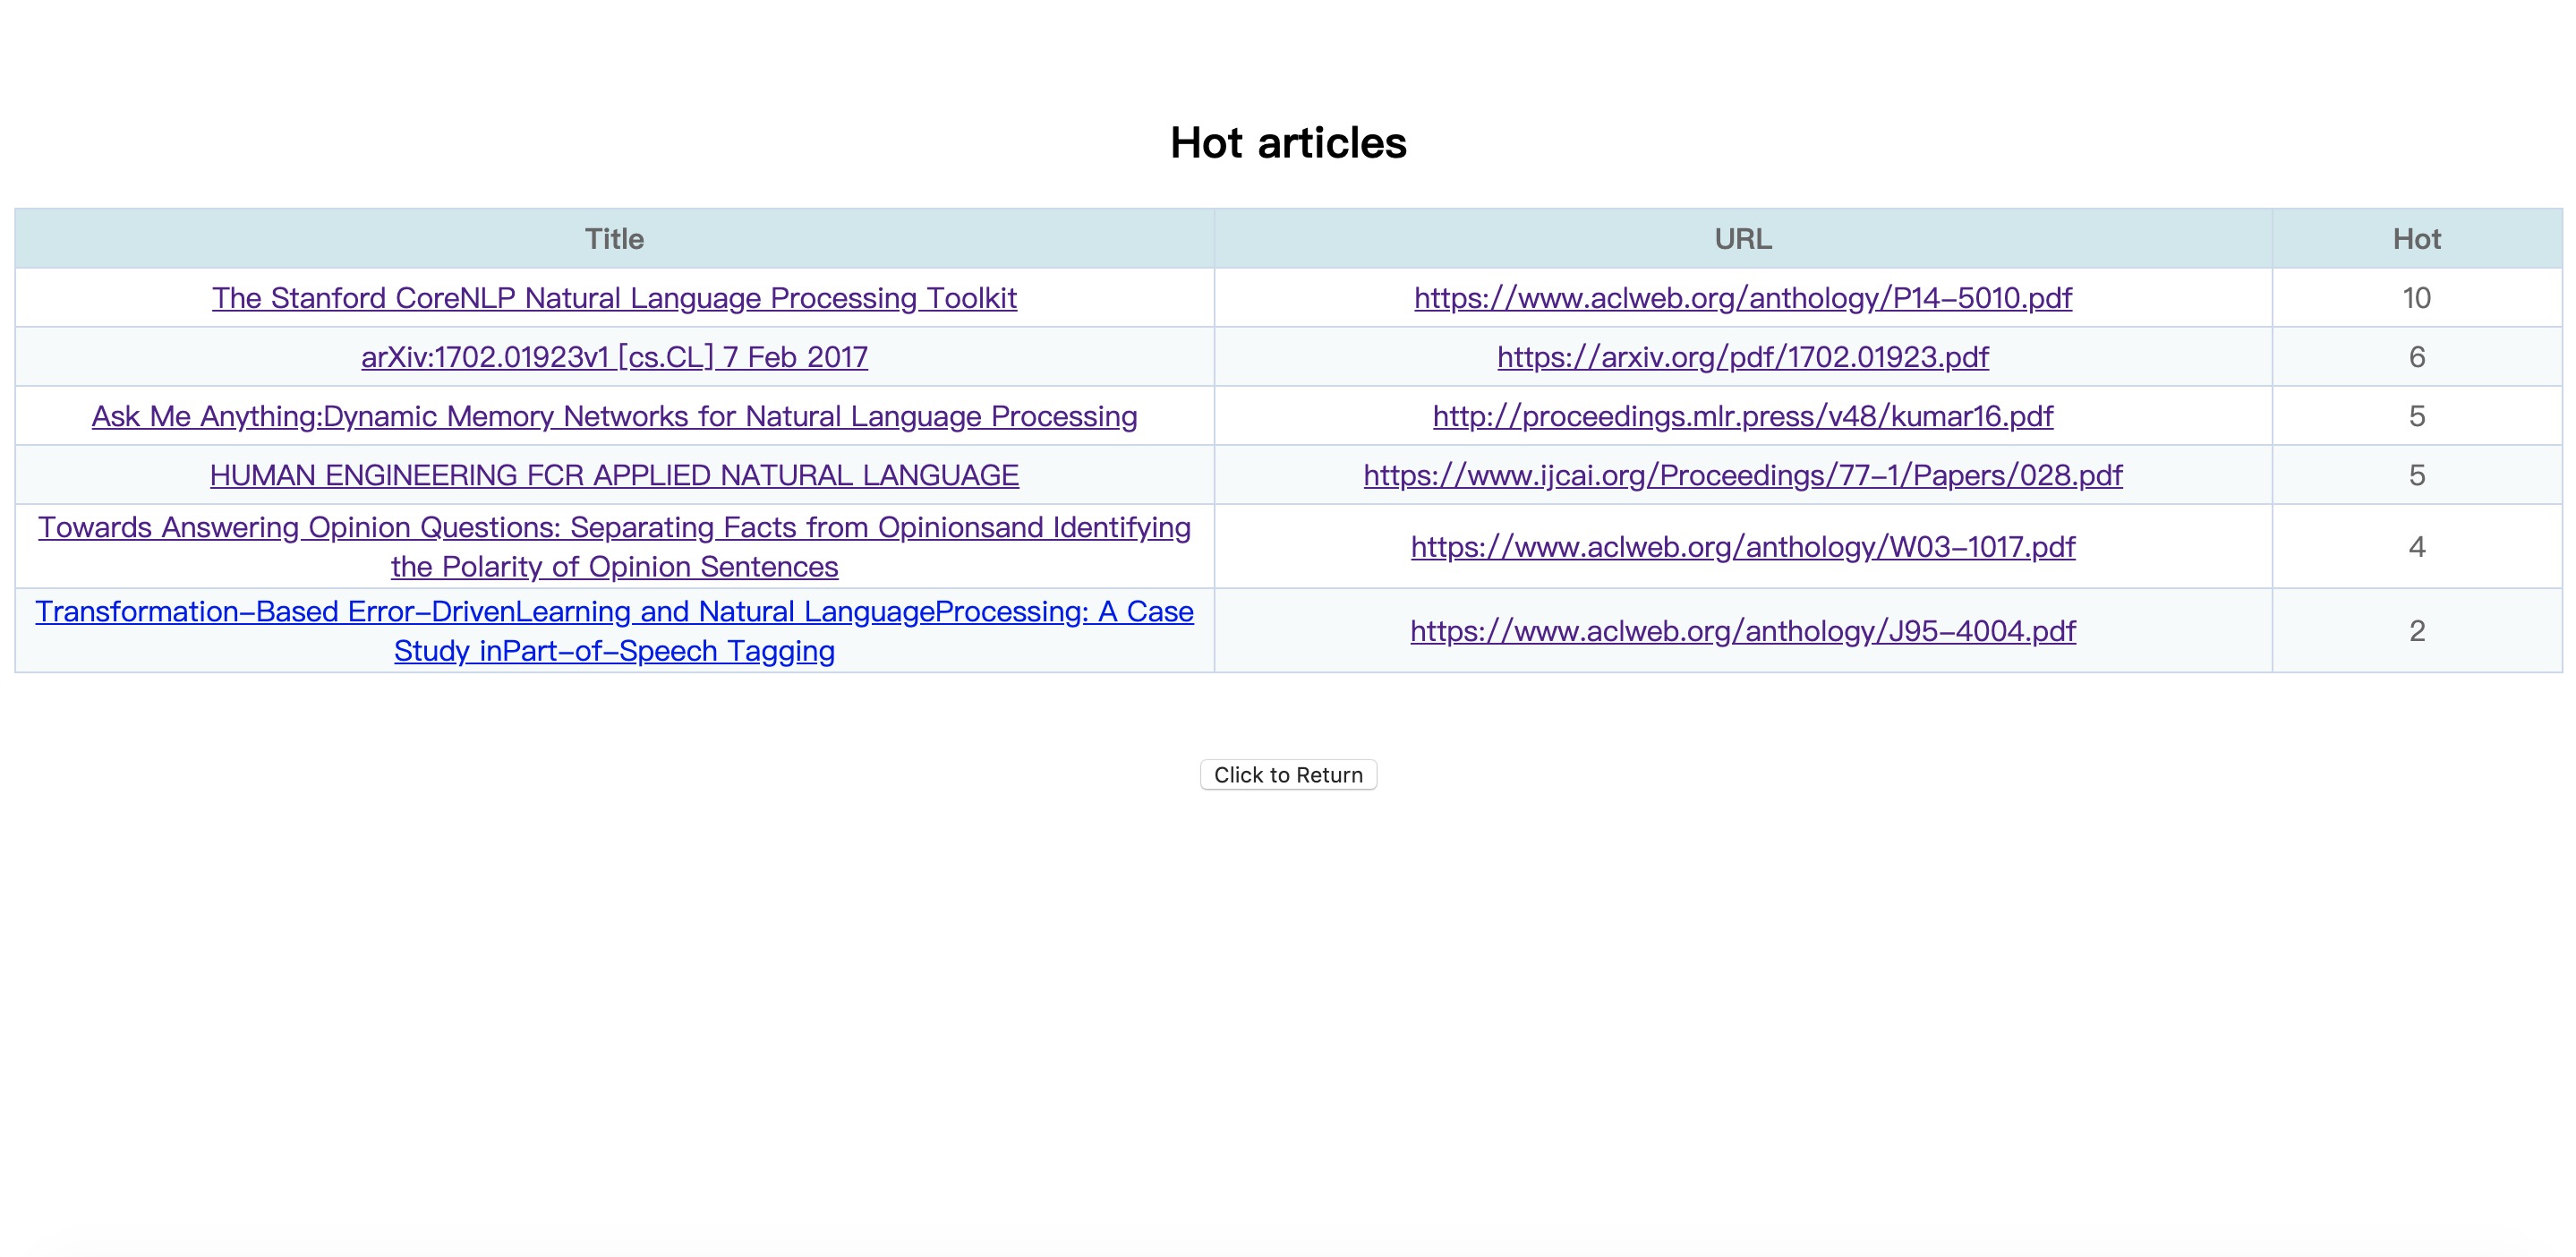 Hot articles
Title URL Hot
The Stanford CoreNLP Natural Language Processing Toolkit https://www.aclweb.org/anthology/P14-5010.pdf 10
arXiv:1702.01923v1 [cs.CL] 7 Feb 2017 https://arxiv.org/pdf/1702.01923.pdf 6
Ask Me Anything:Dynamic Memory Networks for Natural Language Processing http://proceedings.mlr.press/v48/kumar16.pdf 5
HUMAN ENGINEERING FCR APPLIED NATURAL LANGUAGE https://www.ijcai.org/Proceedings/77-1/Papers/028.pdf 5
Towards Answering Opinion Questions: Separating Facts from Opinionsand Identifying
the Polarity of Opinion Sentences https://www.aclweb.org/anthology/W03-1017.pdf 4
Transformation-Based Error-DrivenLearning and Natural LanguageProcessing: A Case
Study inPart-of-Speech Tagging https://www.aclweb.org/anthology/J95-4004.pdf 2
Click to Return